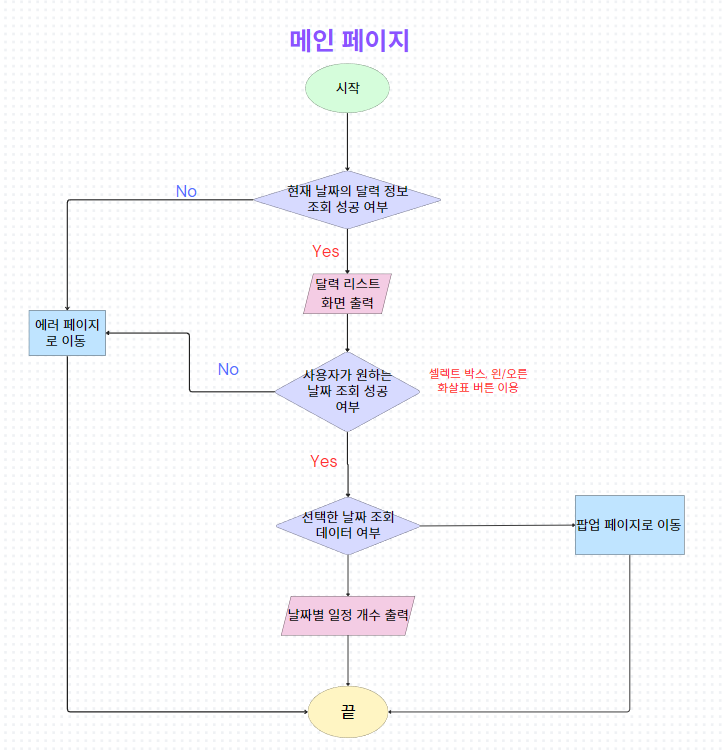 메인 페이지
시작
No
현재 날짜의 달력 정보
조회 성공 여부
Yes
달력 리스트
화면 출력
에러 페이지
로 이동
No
사용자가 원하는
날짜 조회 성공
여부
셀렉트 박스, 왼/오른
화살표 버튼 이용
Yes
선택한 날짜 조회
데이터 여부
팝업 페이지로 이동
날짜별 일정 개수 출력
끝